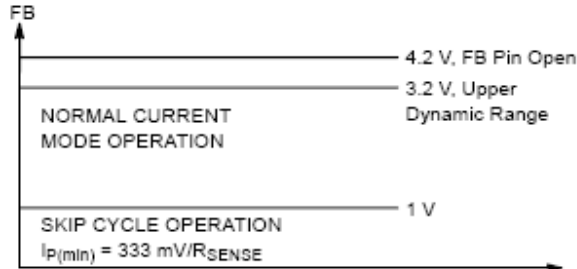 FB
4.2 V, FB Pin Open
3.2 V, Upper
Dynamic Range
NORMAL CURRENT
MODE OPERATION
1 V
SKIP CYCLE OPERATION
IP(min) = 333 mV/RSENSE